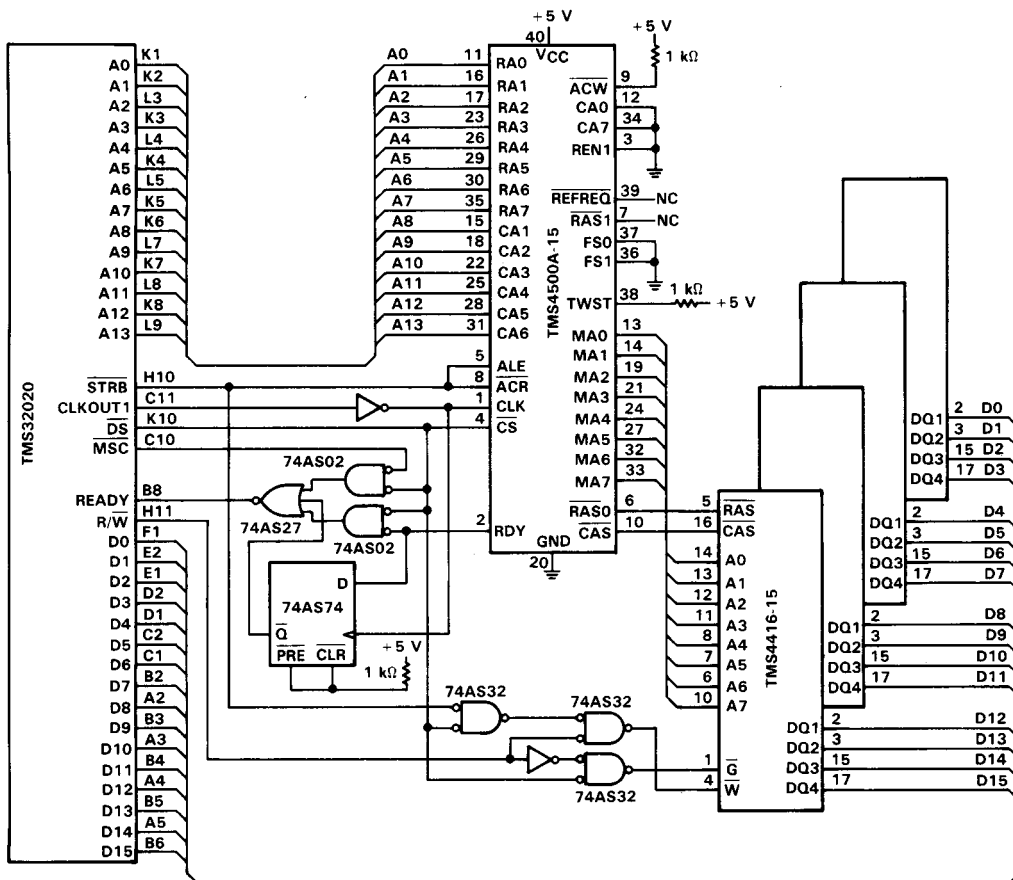 +5 V
40
VCC
+5 V
1 kΩ
TMS32020
A0 K1
A1 K2
A2 L3
A3 K3
A4 L4
A5 K4
A6 L5
A7 K5
A8 K6
A9 L7
A10 K7
A11 L8
A12 K8
A13 L9
STRB H10
CLKOUT1 C11
DS K10
MSC C10
READY B8
R/W H11
D0 F1
D1 E2
D2 E1
D3 D2
D4 D1
D5 C2
D6 C1
D7 B2
D8 A2
D9 B3
D10 A3
D11 B4
D12 A4
D13 B5
D14 A5
D15 B6
A0 11 RA0
A1 16 RA1
A2 17 RA2
A3 23 RA3
A4 26 RA4
A5 29 RA5
A6 30 RA6
A7 35 RA7
A8 15 CA1
A9 18 CA2
A10 22 CA3
A11 25 CA4
A12 28 CA5
A13 31 CA6
5 ALE
8 ACR
1 CLK
4 CS
2 RDY
GND
20
TMS4500A-15
ACW 9
CA0 12
CA7 34
REN1 3
REFREQ 39 NC
RAS1 7 NC
FS0 37
FS1 36
TWST 38
1 kΩ
+5 V
MA0 13
MA1 14
MA2 19
MA3 21
MA4 24
MA5 27
MA6 32
MA7 33
RAS0 6
CAS 10
74AS02
74AS27
74AS02
D
74AS74
Q
PRE CLR
+5 V
1 kΩ
74AS32
74AS32
74AS32
5 RAS
16 CAS
14 A0
13 A1
12 A2
11 A3
8 A4
7 A5
6 A6
10 A7
1 G
4 W
TMS4416-15
DQ1 2 D0
DQ2 3 D1
DQ3 15 D2
DQ4 17 D3
DQ1 2 D4
DQ2 3 D5
DQ3 15 D6
DQ4 17 D7
DQ1 2 D8
DQ2 3 D9
DQ3 15 D10
DQ4 17 D11
DQ1 2 D12
DQ2 3 D13
DQ3 15 D14
DQ4 17 D15